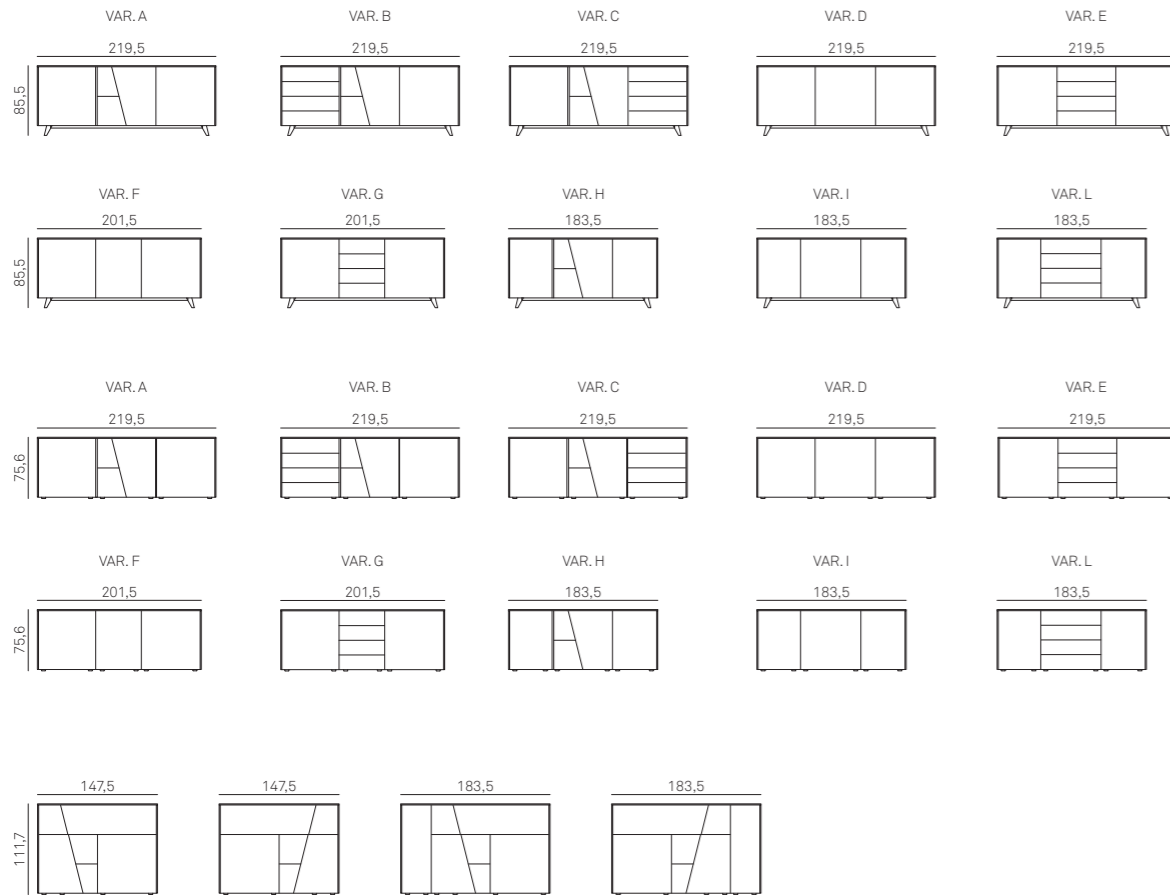 VAR. A VAR. B VAR. C VAR. D VAR. E
219,5 219,5 219,5 219,5 219,5
85,5
VAR. F VAR. G VAR. H VAR. I VAR. L
201,5 201,5 183,5 183,5 183,5
85,5
VAR. A VAR. B VAR. C VAR. D VAR. E
219,5 219,5 219,5 219,5 219,5
75,6
VAR. F VAR. G VAR. H VAR. I VAR. L
201,5 201,5 183,5 183,5 183,5
75,6
147,5 147,5 183,5 183,5
111,7